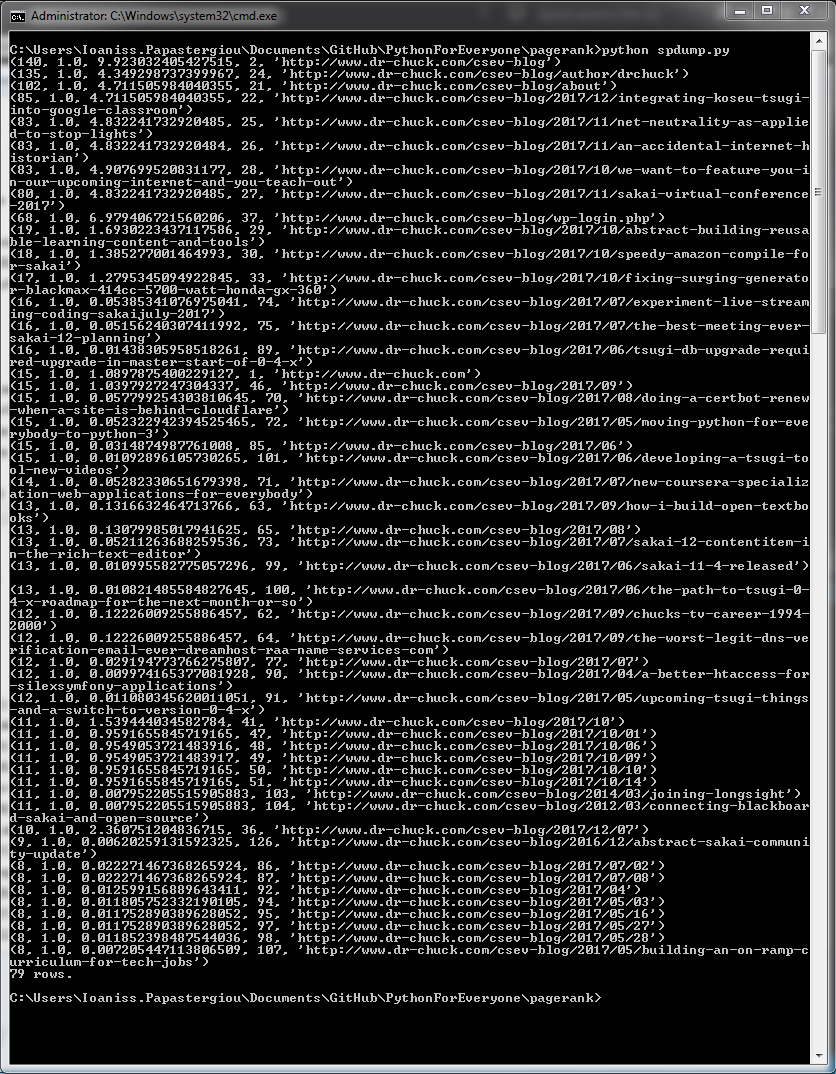 Administrator: C:\Windows\system32\cmd.exe
C:\Users\Ioaniss.Papastergiou\Documents\GitHub\PythonForEveryone\pagerank>python spdump.py
(140, 1.0, 9.923032405427515, 2, 'http://www.dr-chuck.com/csev-blog')
(135, 1.0, 4.349298737399967, 24, 'http://www.dr-chuck.com/csev-blog/author/drchuck')
(102, 1.0, 4.711505984040355, 21, 'http://www.dr-chuck.com/csev-blog/about')
(85, 1.0, 4.711505984040355, 22, 'http://www.dr-chuck.com/csev-blog/2017/12/integrating-koseu-tsugi-
into-google-classroom')
(83, 1.0, 4.832241732920485, 25, 'http://www.dr-chuck.com/csev-blog/2017/11/net-neutrality-as-applie
d-to-stop-lights')
(83, 1.0, 4.832241732920484, 26, 'http://www.dr-chuck.com/csev-blog/2017/11/an-accidental-internet-h
istorian')
(83, 1.0, 4.907699520831177, 28, 'http://www.dr-chuck.com/csev-blog/2017/10/we-want-to-feature-you-i
n-our-upcoming-internet-and-you-teach-out')
(80, 1.0, 4.832241732920485, 27, 'http://www.dr-chuck.com/csev-blog/2017/11/sakai-virtual-conference
-2017')
(68, 1.0, 6.979406721560206, 37, 'http://www.dr-chuck.com/csev-blog/wp-login.php')
(19, 1.0, 1.6930223437117586, 29, 'http://www.dr-chuck.com/csev-blog/2017/10/abstract-building-reusa
ble-learning-content-and-tools')
(18, 1.0, 1.385277001464993, 30, 'http://www.dr-chuck.com/csev-blog/2017/10/speedy-amazon-compile-fo
r-sakai')
(17, 1.0, 1.2795345094922845, 33, 'http://www.dr-chuck.com/csev-blog/2017/10/fixing-surging-generato
r-blackmax-414cc-5700-watt-honda-gx-360')
(16, 1.0, 0.05385341076975041, 74, 'http://www.dr-chuck.com/csev-blog/2017/07/experiment-live-stream
ing-coding-sakaijuly-2017')
(16, 1.0, 0.05156240307411992, 75, 'http://www.dr-chuck.com/csev-blog/2017/07/the-best-meeting-ever-
sakai-12-planning')
(16, 1.0, 0.01438305958518261, 89, 'http://www.dr-chuck.com/csev-blog/2017/06/tsugi-db-upgrade-requi
red-upgrade-in-master-start-of-0-4-x')
(15, 1.0, 1.0897875400229127, 1, 'http://www.dr-chuck.com')
(15, 1.0, 1.0397927247304337, 46, 'http://www.dr-chuck.com/csev-blog/2017/09')
(15, 1.0, 0.057799254303810645, 70, 'http://www.dr-chuck.com/csev-blog/2017/08/doing-a-certbot-renew
-when-a-site-is-behind-cloudflare')
(15, 1.0, 0.052322942394525465, 72, 'http://www.dr-chuck.com/csev-blog/2017/05/moving-python-for-eve
rybody-to-python-3')
(15, 1.0, 0.0314874987761008, 85, 'http://www.dr-chuck.com/csev-blog/2017/06')
(15, 1.0, 0.01092896105730265, 101, 'http://www.dr-chuck.com/csev-blog/2017/06/developing-a-tsugi-to
ol-new-videos')
(14, 1.0, 0.05282330651679398, 71, 'http://www.dr-chuck.com/csev-blog/2017/07/new-coursera-specializ
ation-web-applications-for-everybody')
(13, 1.0, 0.1316632464713766, 63, 'http://www.dr-chuck.com/csev-blog/2017/09/how-i-build-open-textbo
oks')
(13, 1.0, 0.13079985017941625, 65, 'http://www.dr-chuck.com/csev-blog/2017/08')
(13, 1.0, 0.05211263688259536, 73, 'http://www.dr-chuck.com/csev-blog/2017/07/sakai-12-contentitem-i
n-the-rich-text-editor')
(13, 1.0, 0.010995582775057296, 99, 'http://www.dr-chuck.com/csev-blog/2017/06/sakai-11-4-released')
(13, 1.0, 0.010821485584827645, 100, 'http://www.dr-chuck.com/csev-blog/2017/06/the-path-to-tsugi-0-
4-x-roadmap-for-the-next-month-or-so')
(12, 1.0, 0.12226009255886457, 62, 'http://www.dr-chuck.com/csev-blog/2017/09/chucks-tv-career-1994-
2000')
(12, 1.0, 0.12226009255886457, 64, 'http://www.dr-chuck.com/csev-blog/2017/09/the-worst-legit-dns-ve
rification-email-ever-dreamhost-raa-name-services-com')
(12, 1.0, 0.029194773766275807, 77, 'http://www.dr-chuck.com/csev-blog/2017/07')
(12, 1.0, 0.009974165377081928, 90, 'http://www.dr-chuck.com/csev-blog/2017/04/a-better-htaccess-for
-silexsymfony-applications')
(12, 1.0, 0.011080345620011051, 91, 'http://www.dr-chuck.com/csev-blog/2017/05/upcoming-tsugi-things
-and-a-switch-to-version-0-4-x')
(11, 1.0, 1.539444034582784, 41, 'http://www.dr-chuck.com/csev-blog/2017/10')
(11, 1.0, 0.9591655845719165, 47, 'http://www.dr-chuck.com/csev-blog/2017/10/01')
(11, 1.0, 0.9549053721483916, 48, 'http://www.dr-chuck.com/csev-blog/2017/10/06')
(11, 1.0, 0.9549053721483917, 49, 'http://www.dr-chuck.com/csev-blog/2017/10/09')
(11, 1.0, 0.9591655845719165, 50, 'http://www.dr-chuck.com/csev-blog/2017/10/10')
(11, 1.0, 0.9591655845719165, 51, 'http://www.dr-chuck.com/csev-blog/2017/10/14')
(11, 1.0, 0.007952205515905883, 103, 'http://www.dr-chuck.com/csev-blog/2014/03/joining-longsight')
(11, 1.0, 0.007952205515905883, 104, 'http://www.dr-chuck.com/csev-blog/2012/03/connecting-blackboar
d-sakai-and-open-source')
(10, 1.0, 2.360751204836715, 36, 'http://www.dr-chuck.com/csev-blog/2017/12/07')
(9, 1.0, 0.00620259131592325, 126, 'http://www.dr-chuck.com/csev-blog/2016/12/abstract-sakai-communi
ty-update')
(8, 1.0, 0.022271467368265924, 86, 'http://www.dr-chuck.com/csev-blog/2017/07/02')
(8, 1.0, 0.022271467368265924, 87, 'http://www.dr-chuck.com/csev-blog/2017/07/08')
(8, 1.0, 0.012599156889643411, 92, 'http://www.dr-chuck.com/csev-blog/2017/04')
(8, 1.0, 0.011805752332190105, 94, 'http://www.dr-chuck.com/csev-blog/2017/05/03')
(8, 1.0, 0.011752890389628052, 95, 'http://www.dr-chuck.com/csev-blog/2017/05/16')
(8, 1.0, 0.011752890389628052, 97, 'http://www.dr-chuck.com/csev-blog/2017/05/27')
(8, 1.0, 0.011852398487544036, 98, 'http://www.dr-chuck.com/csev-blog/2017/05/28')
(8, 1.0, 0.007205447113806509, 107, 'http://www.dr-chuck.com/csev-blog/2017/05/building-an-on-ramp-c
urriculum-for-tech-jobs')
79 rows.
C:\Users\Ioaniss.Papastergiou\Documents\GitHub\PythonForEveryone\pagerank>